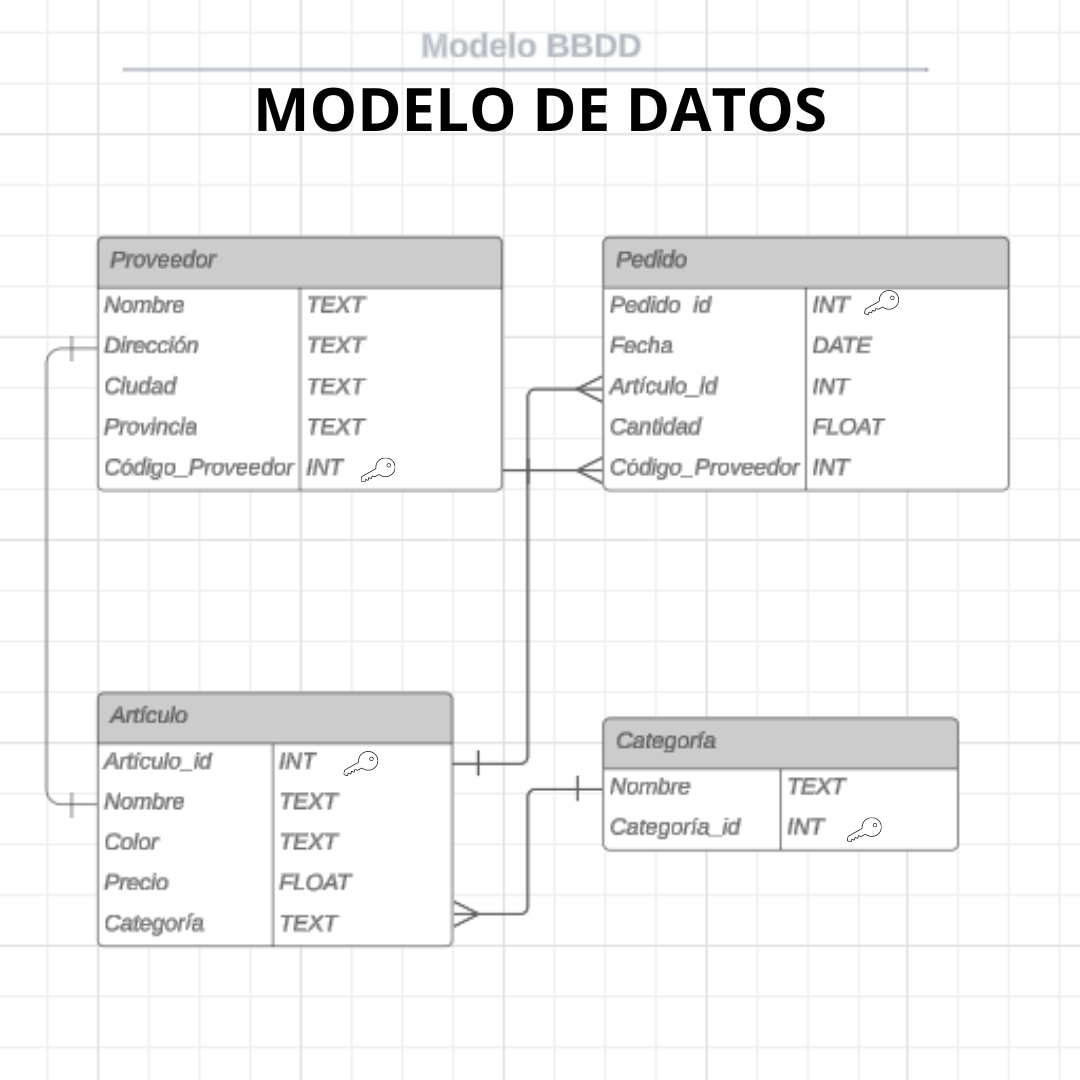 Modelo BBDD
MODELO DE DATOS
Proveedor
Nombre TEXT
Dirección TEXT
Ciudad TEXT
Provincia TEXT
Código_Proveedor INT
Pedido
Pedido_id INT
Fecha DATE
Artículo_id INT
Cantidad FLOAT
Código_Proveedor INT
Artículo
Artículo_id INT
Nombre TEXT
Color TEXT
Precio FLOAT
Categoría TEXT
Categoría
Nombre TEXT
Categoría_id INT